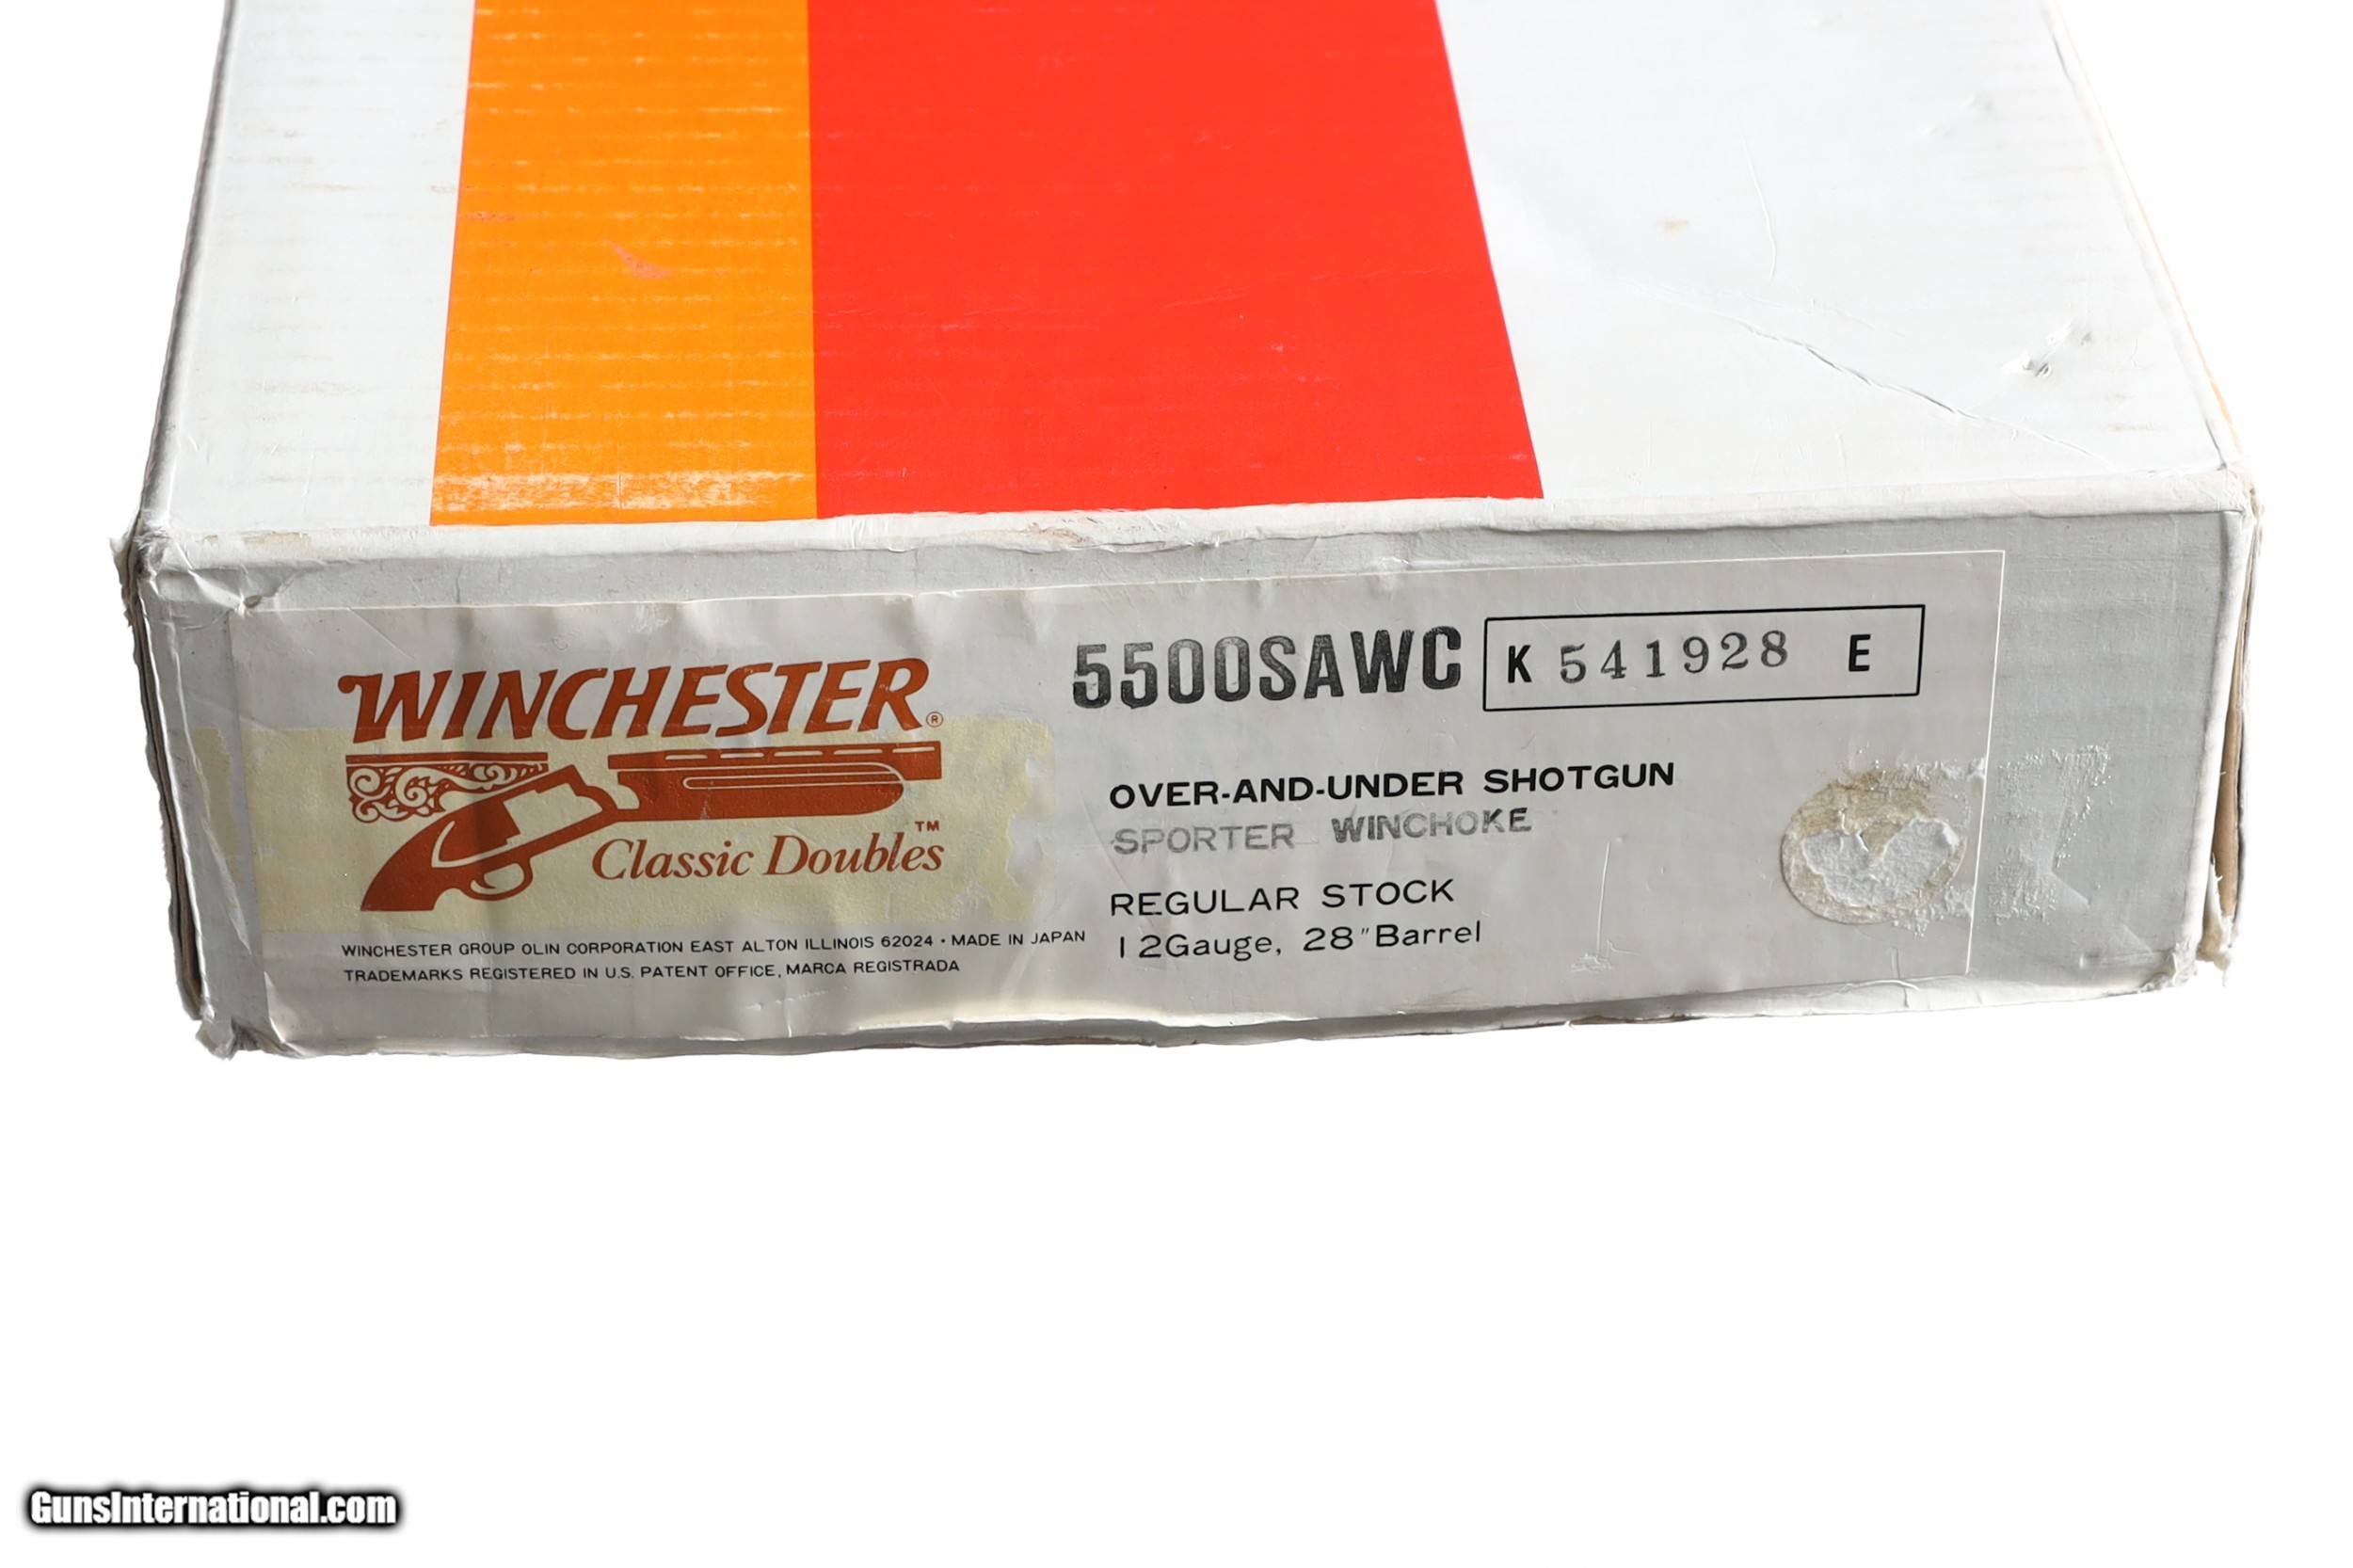 WINCHESTER®
Classic Doubles™
WINCHESTER GROUP OLIN CORPORATION EAST ALTON ILLINOIS 62024 · MADE IN JAPAN
TRADEMARKS REGISTERED IN U.S. PATENT OFFICE, MARCA REGISTRADA
5500SAWC K 541928 E
OVER-AND-UNDER SHOTGUN
SPORTER WINCHOKE
REGULAR STOCK
12Gauge, 28" Barrel
GunsInternational.com